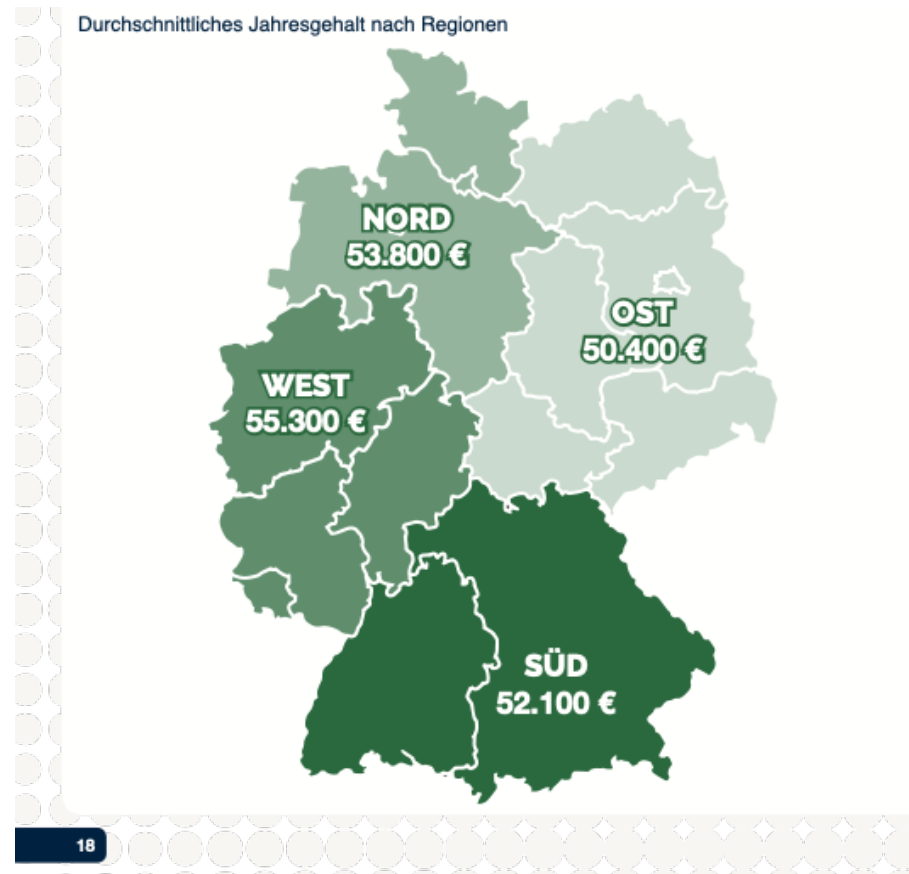 Durchschnittliches Jahresgehalt nach Regionen
NORD
53.800 €
OST
50.400 €
WEST
55.300 €
SÜD
52.100 €
18